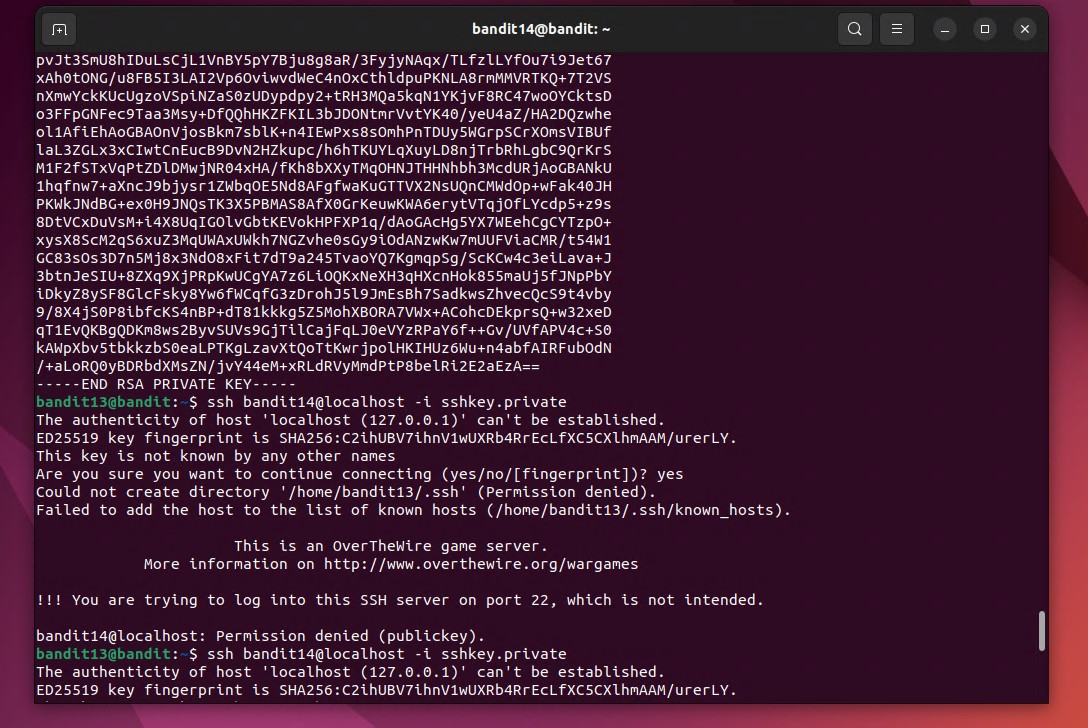 bandit14@bandit: ~
pvJt3SmU8hIDuLsCjL1VnBY5pY7Bju8g8aR/3FyjyNAqx/TLfzlLYfOu7i9Jet67
xAh0tONG/u8FB5I3LAI2Vp6OviwvdWeC4nOxCthldpuPKNLA8rmMMVRTKQ+7T2VS
nXmwYckKUcUgzoVSpiNZaS0zUDypdpy2+tRH3MQa5kqN1YKjvF8RC47woOYCktsD
o3FFpGNFec9Taa3Msy+DfQQhHKZFKIL3bJDONtmrVvtYK40/yeU4aZ/HA2DQzwhe
ol1AfiEhAoGBAOnVjosBkm7sblK+n4IEwPxs8sOmhPnTDUy5WGrpSCrXOmsVIBUf
laL3ZGLx3xCIwtCnEucB9DvN2HZkupc/h6hTKUYLqXuyLD8njTrbRhLgbC9QrKrS
M1F2fSTxVqPtZDlDMwjNR04xHA/fKh8bXXyTMqOHNJTHHNhbh3McdURjAoGBANkU
1hqfnw7+aXncJ9bjysr1ZWbqOE5Nd8AFgfwaKuGTTVX2NsUQnCMWdOp+wFak40JH
PKWkJNdBG+ex0H9JNQsTK3X5PBMAS8AfX0GrKeuwKWA6erytVTqjOfLYcdp5+z9s
8DtVCxDuVsM+i4X8UqIGOlvGbtKEVokHPFXP1q/dAoGAcHg5YX7WEehCgCYTzpO+
xysX8ScM2qS6xuZ3MqUWAxUWkh7NGZvhe0sGy9iOdANzwKw7mUUFViaCMR/t54W1
GC83sOs3D7n5Mj8x3NdO8xFit7dT9a245TvaoYQ7KgmqpSg/ScKCw4c3eiLava+J
3btnJeSIU+8ZXq9XjPRpKwUCgYA7z6LiOQKxNeXH3qHXcnHok855maUj5fJNpPbY
iDkyZ8ySF8GlcFsky8Yw6fWCqfG3zDrohJ5l9JmEsBh7SadkwsZhvecQcS9t4vby
9/8X4jS0P8ibfcKS4nBP+dT81kkkg5Z5MohXBORA7VWx+ACohcDEkprsQ+w32xeD
qT1EvQKBgQDKm8ws2ByvSUVs9GjTilCajFqLJ0eVYzRPaY6f++Gv/UVfAPV4c+S0
kAWpXbv5tbkkzbS0eaLPTKgLzavXtQoTtKwrjpolHKIHUz6Wu+n4abfAIRFubOdN
/+aLoRQ0yBDRbdXMsZN/jvY44eM+xRLdRVyMmdPtP8belRi2E2aEzA==
-----END RSA PRIVATE KEY-----
bandit13@bandit:~$ ssh bandit14@localhost -i sshkey.private
The authenticity of host 'localhost (127.0.0.1)' can't be established.
ED25519 key fingerprint is SHA256:C2ihUBV7ihnV1wUXRb4RrEcLfXC5CXlhmAAM/urerLY.
This key is not known by any other names
Are you sure you want to continue connecting (yes/no/[fingerprint])? yes
Could not create directory '/home/bandit13/.ssh' (Permission denied).
Failed to add the host to the list of known hosts (/home/bandit13/.ssh/known_hosts).
This is an OverTheWire game server.
More information on http://www.overthewire.org/wargames
!!! You are trying to log into this SSH server on port 22, which is not intended.
bandit14@localhost: Permission denied (publickey).
bandit13@bandit:~$ ssh bandit14@localhost -i sshkey.private
The authenticity of host 'localhost (127.0.0.1)' can't be established.
ED25519 key fingerprint is SHA256:C2ihUBV7ihnV1wUXRb4RrEcLfXC5CXlhmAAM/urerLY.